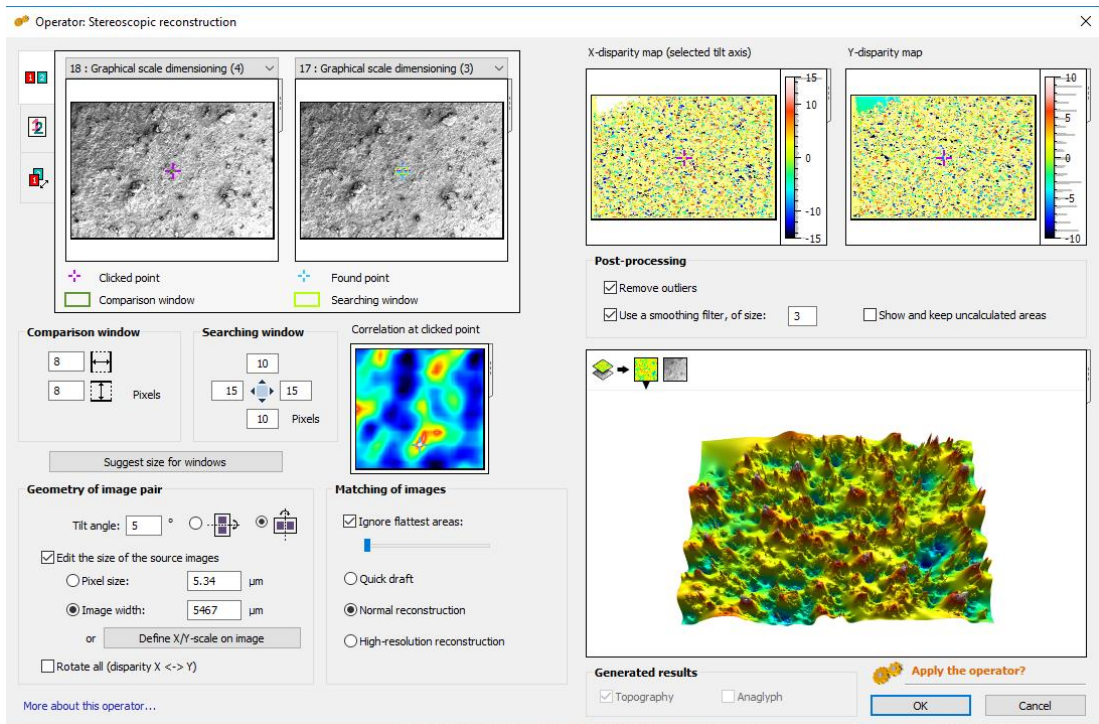 Operator: Stereoscopic reconstruction
18 : Graphical scale dimensioning (4)
17 : Graphical scale dimensioning (3)
1 2
1 2
1 2
Clicked point
Found point
Comparison window
Searching window
X-disparity map (selected tilt axis)
Y-disparity map
15
10
0
-10
-15
10
5
0
-5
-10
Post-processing
Remove outliers
Use a smoothing filter, of size: 3
Show and keep uncalculated areas
Comparison window
8
8
Pixels
Searching window
10
15 15
10 Pixels
Correlation at clicked point
Suggest size for windows
Geometry of image pair
Tilt angle: 5 °
Edit the size of the source images
Pixel size: 5.34 µm
Image width: 5467 µm
or Define X/Y-scale on image
Rotate all (disparity X <-> Y)
Matching of images
Ignore flattest areas:
Quick draft
Normal reconstruction
High-resolution reconstruction
Generated results
Topography
Anaglyph
Apply the operator?
OK
Cancel
More about this operator...